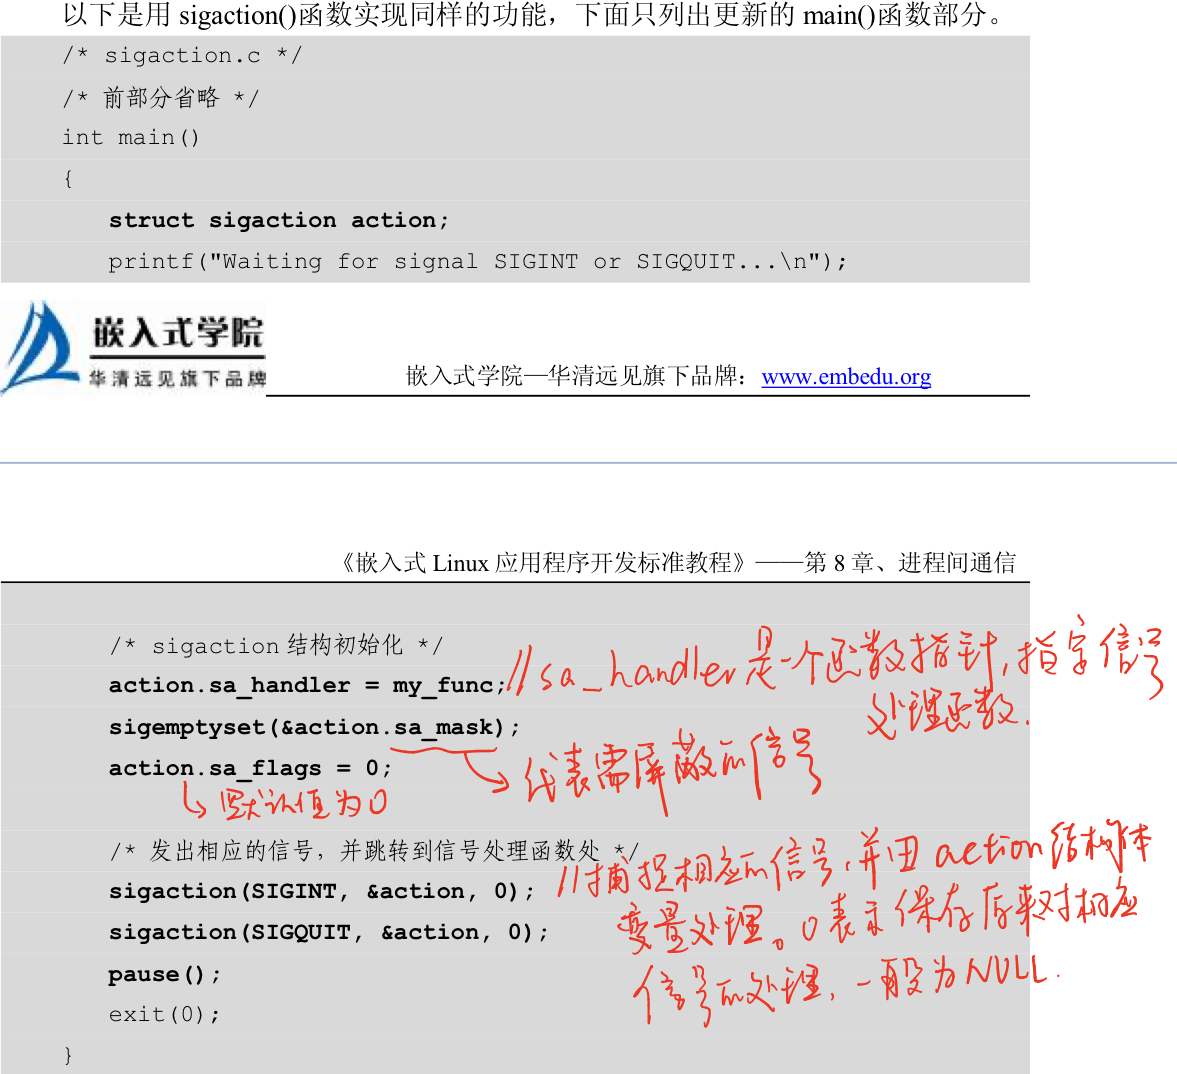 以下是用 sigaction()函数实现同样的功能，下面只列出更新的 main()函数部分。
/* sigaction.c */
/* 前部分省略 */
int main()
{
struct sigaction action;
printf("Waiting for signal SIGINT or SIGQUIT...\n");
嵌入式学院
华清远见旗下品牌
嵌入式学院—华清远见旗下品牌：www.embedu.org
《嵌入式 Linux 应用程序开发标准教程》——第 8 章、进程间通信
/* sigaction 结构初始化 */
action.sa_handler = my_func; //sa_handler是一个函数指针,指定信号
处理函数.
sigemptyset(&action.sa_mask);
代表需屏蔽的信号
action.sa_flags = 0;
默认值为0
/* 发出相应的信号，并跳转到信号处理函数处 */
//捕捉相应的信号,并由action结构体
sigaction(SIGINT, &action, 0);
变量处理。0表示保存原来对相应
sigaction(SIGQUIT, &action, 0);
信号的处理,一般为NULL.
pause();
exit(0);
}